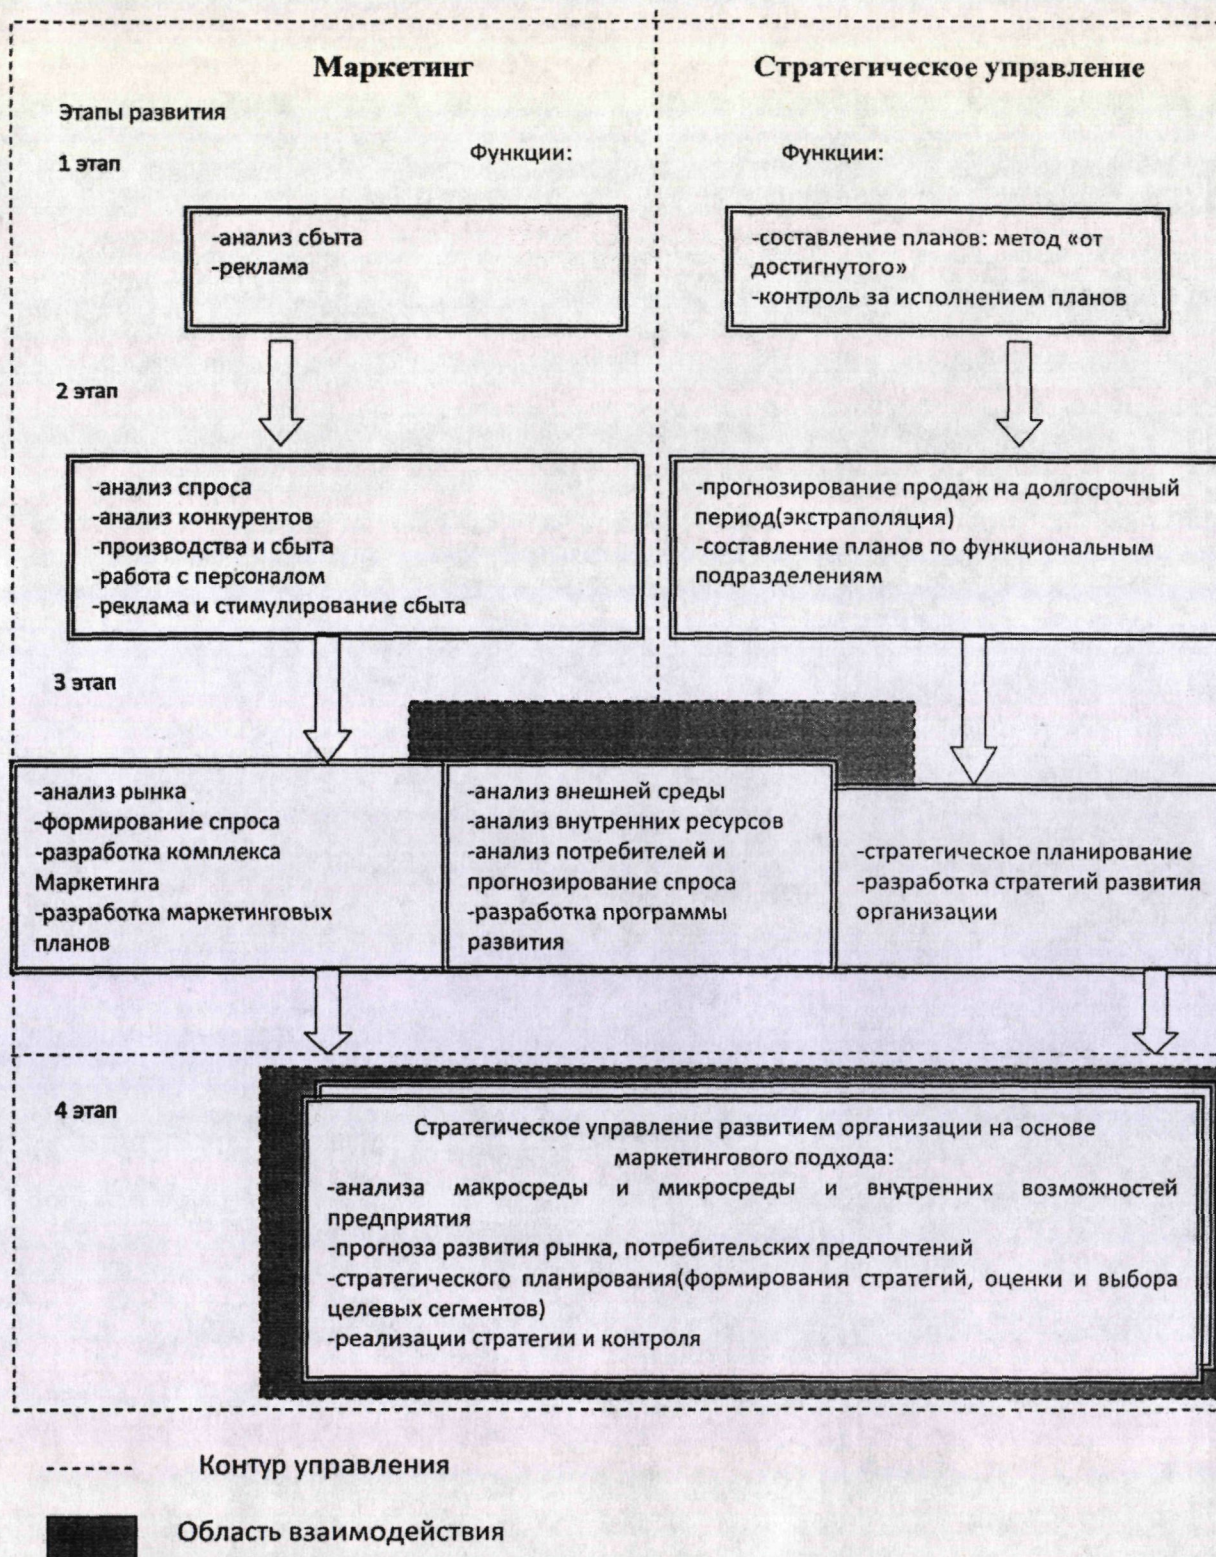 Маркетинг
Стратегическое управление
Этапы развития
1 этап
Функции:
Функции:
-анализ сбыта
-реклама
-составление планов: метод «от
достигнутого»
-контроль за исполнением планов
2 этап
-анализ спроса
-анализ конкурентов
-производства и сбыта
-работа с персоналом
-реклама и стимулирование сбыта
-прогнозирование продаж на долгосрочный
период(экстраполяция)
-составление планов по функциональным
подразделениям
3 этап
-анализ рынка
-формирование спроса
-разработка комплекса
Маркетинга
-разработка маркетинговых
планов
-анализ внешней среды
-анализ внутренних ресурсов
-анализ потребителей и
прогнозирование спроса
-разработка программы
развития
-стратегическое планирование
-разработка стратегий развития
организации
4 этап
Стратегическое управление развитием организации на основе
маркетингового подхода:
-анализа макросреды и микросреды и внутренних возможностей
предприятия
-прогноза развития рынка, потребительских предпочтений
-стратегического планирования(формирования стратегий, оценки и выбора
целевых сегментов)
-реализации стратегии и контроля
Контур управления
Область взаимодействия